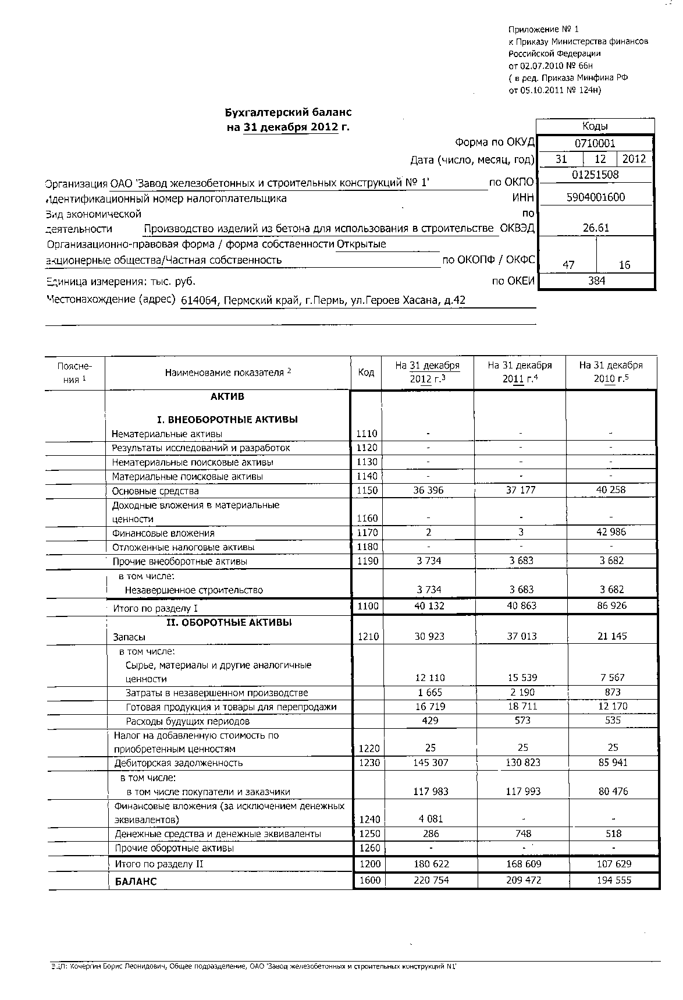 Приложение № 1
к Приказу Министерства финансов
Российской Федерации
от 02.07.2010 № 66н
( в ред. Приказа Минфина РФ
от 05.10.2011 № 124н)
Бухгалтерский баланс
на 31 декабря 2012 г.
Коды
Форма по ОКУД 0710001
Дата (число, месяц, год) 31 12 2012
Организация ОАО 'Завод железобетонных и строительных конструкций № 1' по ОКПО 01251508
Идентификационный номер налогоплательщика ИНН 5904001600
Вид экономической по
деятельности Производство изделий из бетона для использования в строительстве ОКВЭД 26.61
Организационно-правовая форма / форма собственности Открытые
акционерные общества/Частная собственность по ОКОПФ / ОКФС 47 16
Единица измерения: тыс. руб. по ОКЕИ 384
Местонахождение (адрес) 614064, Пермский край, г.Пермь, ул.Героев Хасана, д.42
Поясне- На 31 декабря На 31 декабря На 31 декабря
ния 1 Наименование показателя 2 Код 2012 г.3 2011 г.4 2010 г.5
АКТИВ
I. ВНЕОБОРОТНЫЕ АКТИВЫ
Нематериальные активы 1110 - - -
Результаты исследований и разработок 1120 - - -
Нематериальные поисковые активы 1130 - - -
Материальные поисковые активы 1140 - - -
Основные средства 1150 36 396 37 177 40 258
Доходные вложения в материальные
ценности 1160 - - -
Финансовые вложения 1170 2 3 42 986
Отложенные налоговые активы 1180 - - -
Прочие внеоборотные активы 1190 3 734 3 683 3 682
в том числе:
Незавершенное строительство 3 734 3 683 3 682
Итого по разделу I 1100 40 132 40 863 86 926
II. ОБОРОТНЫЕ АКТИВЫ
Запасы 1210 30 923 37 013 21 145
в том числе:
Сырье, материалы и другие аналогичные
ценности 12 110 15 539 7 567
Затраты в незавершенном производстве 1 665 2 190 873
Готовая продукция и товары для перепродажи 16 719 18 711 12 170
Расходы будущих периодов 429 573 535
Налог на добавленную стоимость по
приобретенным ценностям 1220 25 25 25
Дебиторская задолженность 1230 145 307 130 823 85 941
в том числе:
в том числе покупатели и заказчики 117 983 117 993 80 476
Финансовые вложения (за исключением денежных
эквивалентов) 1240 4 081 - -
Денежные средства и денежные эквиваленты 1250 286 748 518
Прочие оборотные активы 1260 - - -
Итого по разделу II 1200 180 622 168 609 107 629
БАЛАНС 1600 220 754 209 472 194 555
ЭЦП: Кочергин Борис Леонидович, Общее подразделение, ОАО 'Завод железобетонных и строительных конструкций N1'